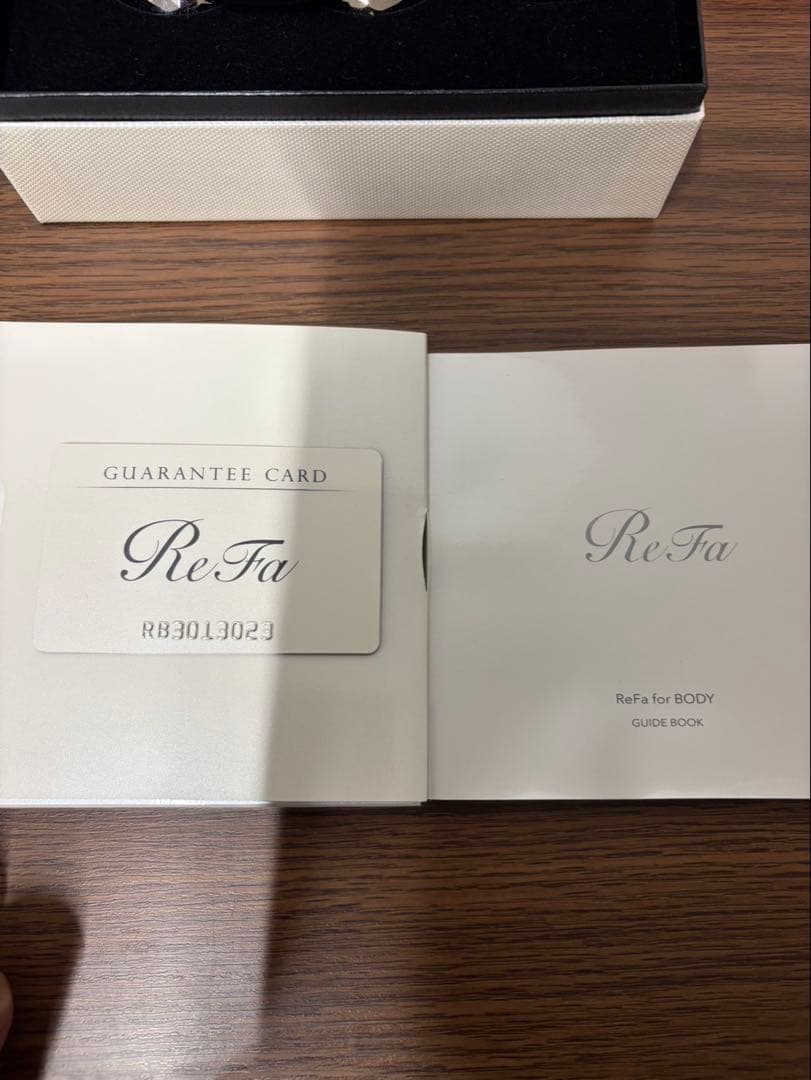 GUARANTEE CARD
ReFa
RB3013023
ReFa
ReFa for BODY
GUIDE BOOK